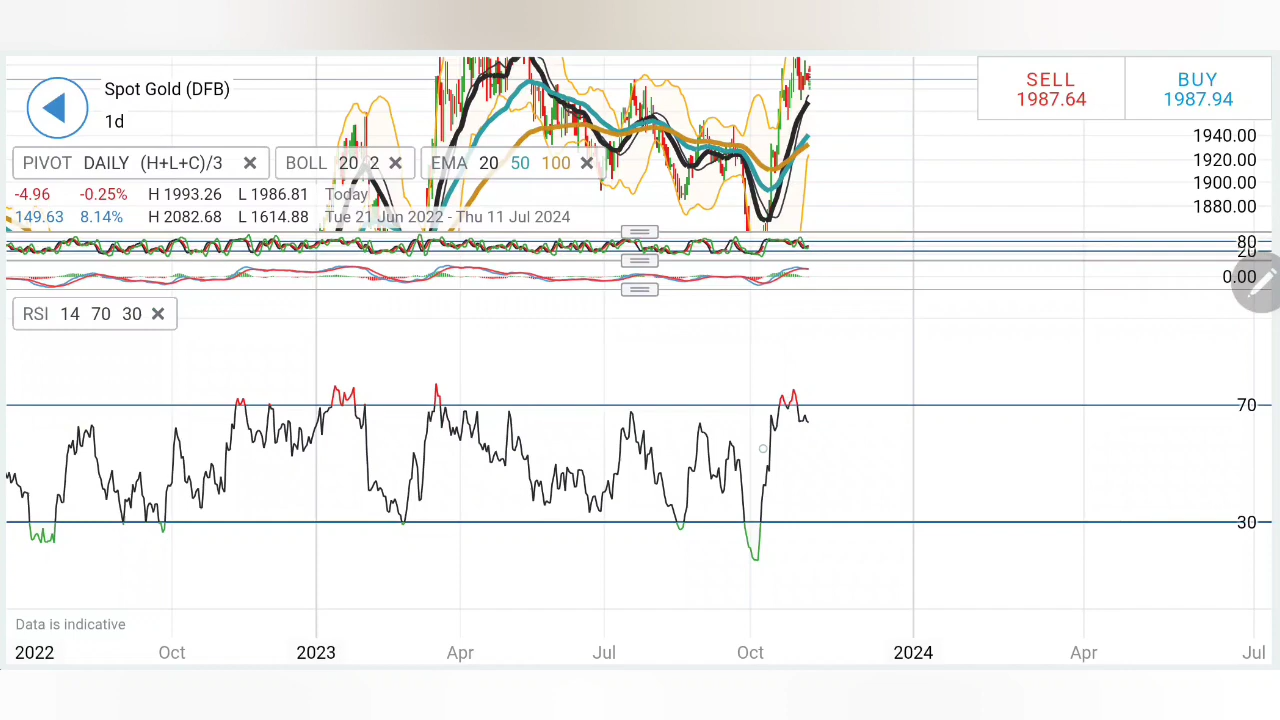 Spot Gold (DFB)
1d
SELL
1987.64
BUY
1987.94
PIVOT DAILY (H+L+C)/3
BOLL 20 2
EMA 20 50 100
-4.96 -0.25% H 1993.26 L 1986.81 Today
149.63 8.14% H 2082.68 L 1614.88 Tue 21 Jun 2022 - Thu 11 Jul 2024
1940.00
1920.00
1900.00
1880.00
80
20
0.00
RSI 14 70 30
70
30
Data is indicative
2022 Oct 2023 Apr Jul Oct 2024 Apr Jul